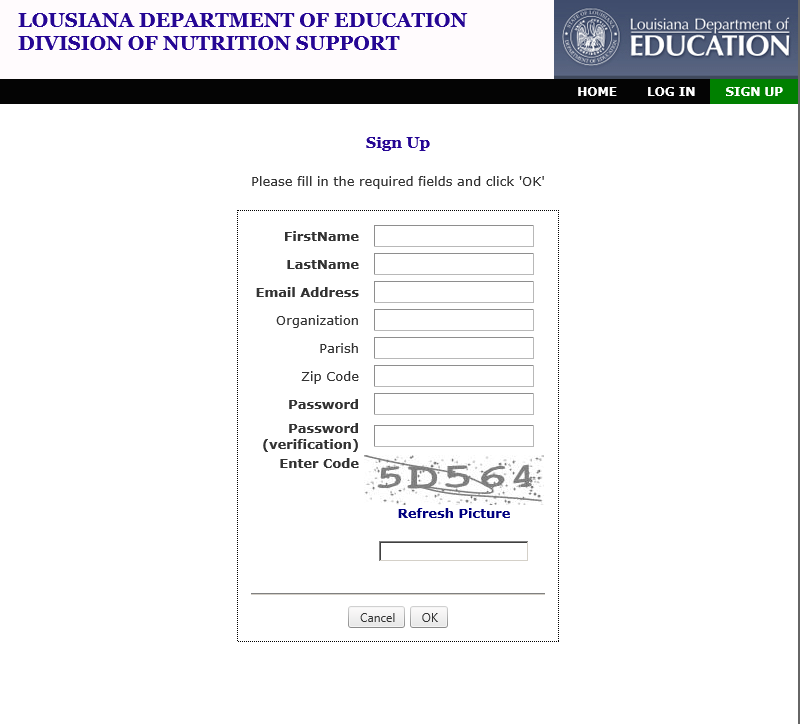 LOUSIANA DEPARTMENT OF EDUCATION
DIVISION OF NUTRITION SUPPORT
Louisiana Department of
EDUCATION
HOME LOG IN SIGN UP
Sign Up
Please fill in the required fields and click 'OK'
FirstName
LastName
Email Address
Organization
Parish
Zip Code
Password
Password
(verification)
Enter Code 5D564
Refresh Picture
Cancel OK